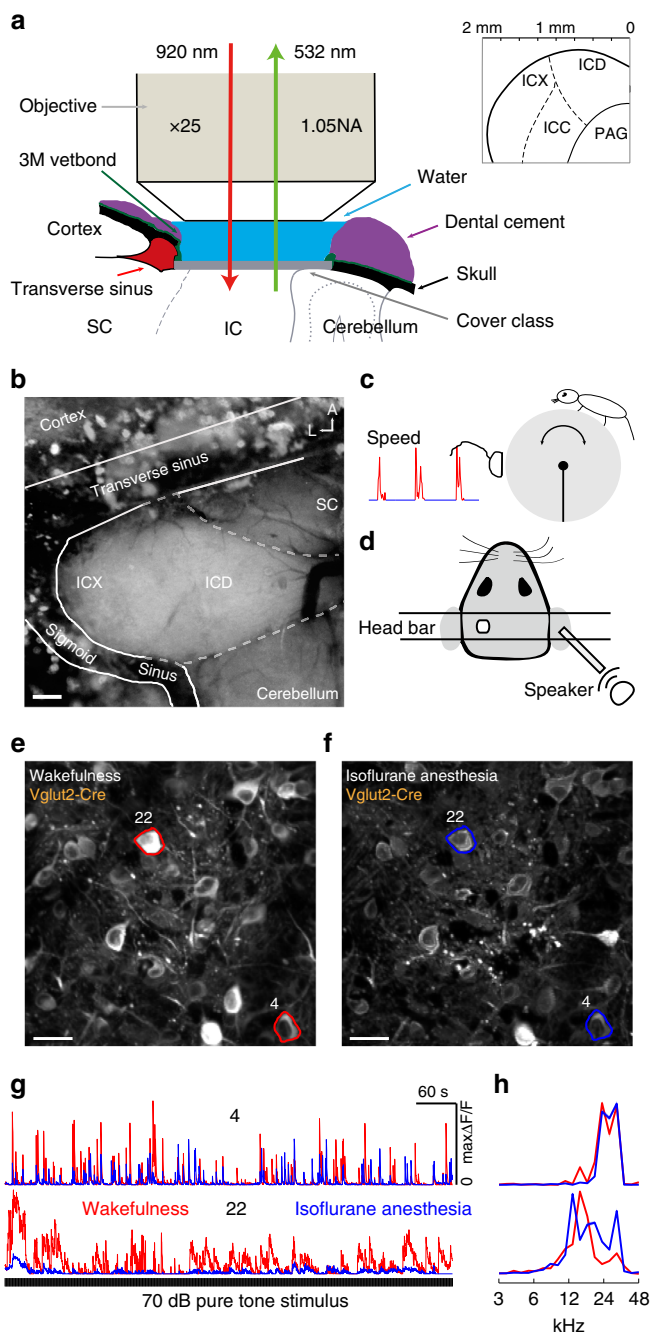 a
920 nm
532 nm
2 mm
1 mm
0
ICX
ICD
ICC
PAG
Objective
×25
1.05NA
3M vetbond
Water
Cortex
Dental cement
Transverse sinus
Skull
SC
IC
Cerebellum
Cover class
b
Cortex
A
L
Transverse sinus
SC
ICX
ICD
Sigmoid
Sinus
Cerebellum
c
Speed
d
Head bar
Speaker
e
Wakefulness
Vglut2-Cre
22
4
f
Isoflurane anesthesia
Vglut2-Cre
22
4
g
60 s
4
maxΔF/F
0
Wakefulness
22
Isoflurane anesthesia
70 dB pure tone stimulus
h
3 6 12 24 48
kHz